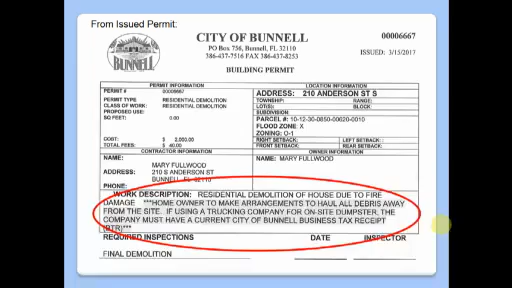 From Issued Permit:
CITY OF BUNNELL
00006667
PO Box 756, Bunnell, FL 32110
386-437-7516 FAX 386-437-8253
ISSUED: 3/15/2017
BUNNELL
BUILDING PERMIT
PERMIT INFORMATION
LOCATION INFORMATION
PERMIT # 00006667
ADDRESS: 210 ANDERSON ST S
PERMIT TYPE RESIDENTIAL DEMOLITION
TOWNSHIP: RANGE:
CLASS OF WORK: RESIDENTIAL DEMOLITION
LOT(S): BLOCK:
PROPOSED USE:
SUBDIVISION:
SQ FEET: 0.00
PARCEL #: 10-12-30-0850-00620-0100
FLOOD ZONE: X
ZONING: O-1
COST: $ 2,000.00
RIGHT SETBACK: LEFT SETBACK:
TOTAL FEES: $ 40.00
FRONT SETBACK: REAR SETBACK:
CONTRACTOR INFORMATION
OWNER INFORMATION
NAME: MARY FULLWOOD
NAME: MARY FULLWOOD
ADDRESS: 210 S ANDERSON ST
BUNNELL, FL 32110
PHONE:
WORK DESCRIPTION: RESIDENTIAL DEMOLITION OF HOUSE DUE TO FIRE
DAMAGE ***HOME OWNER TO MAKE ARRANGEMENTS TO HAUL ALL DEBRIS AWAY
FROM THE SITE. IF USING A TRUCKING COMPANY FOR ON-SITE DUMPSTER, THE
COMPANY MUST HAVE A CURRENT CITY OF BUNNELL BUSINESS TAX RECEIPT
(BTR)***
REQUIRED INSPECTIONS DATE INSPECTOR
FINAL DEMOLITION